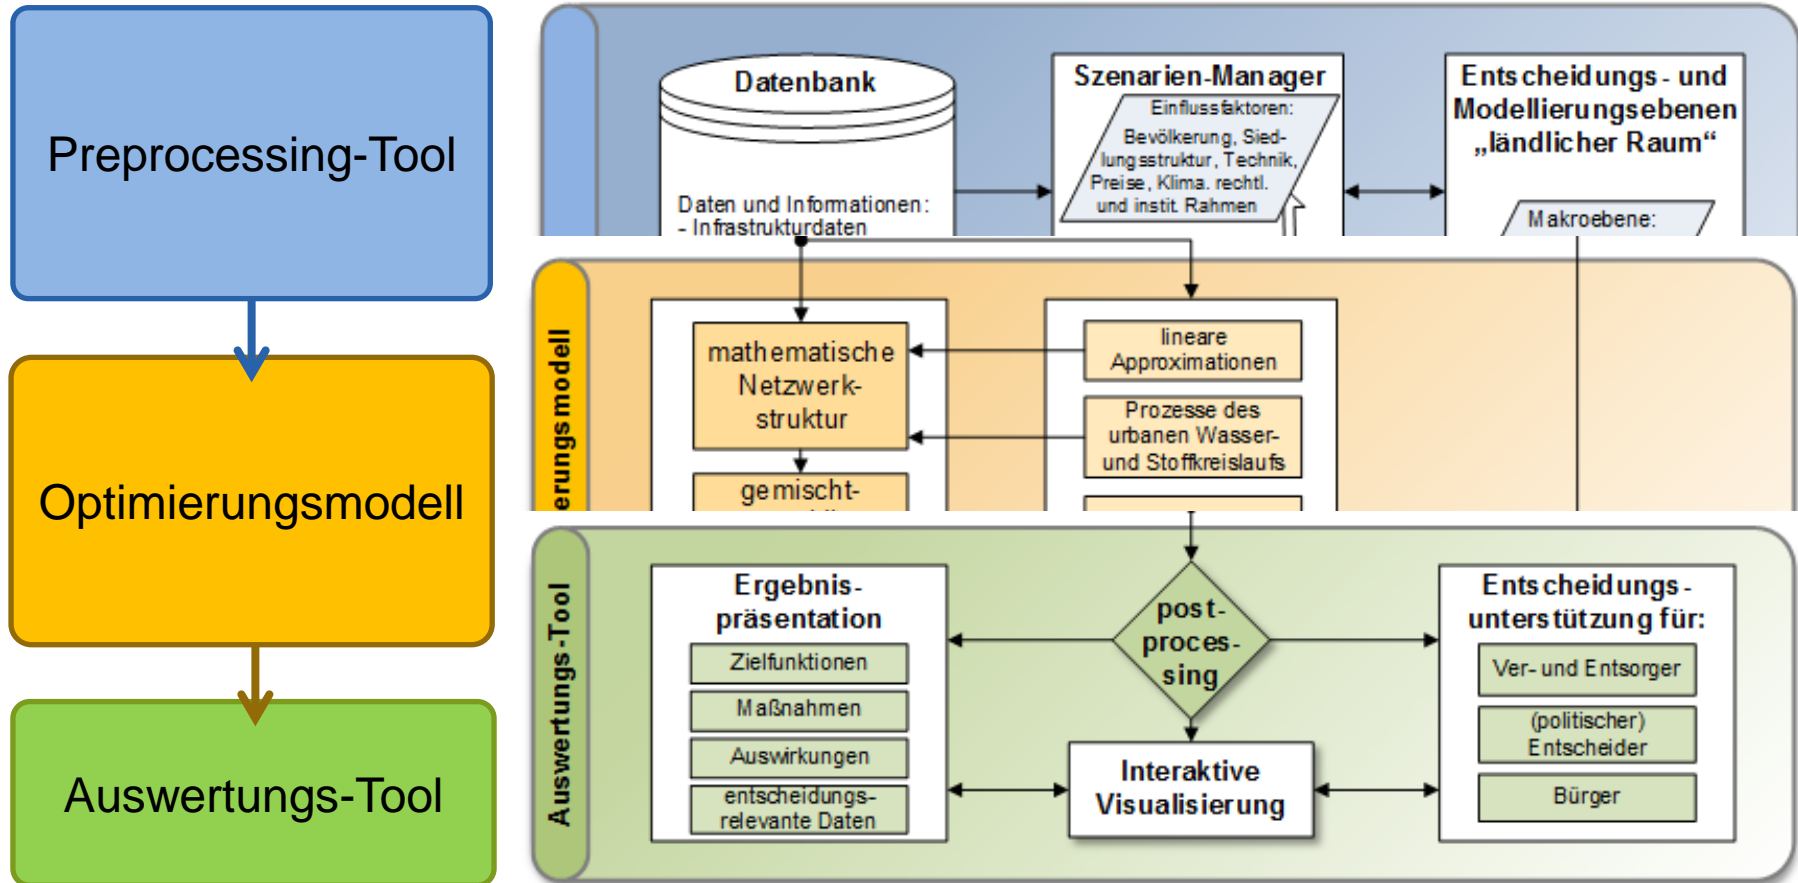 Preprocessing-Tool
Optimierungsmodell
Auswertungs-Tool
Datenbank
Daten und Informationen:
- Infrastrukturdaten
Szenarien-Manager
Einflussfaktoren:
Bevölkerung, Sied-
lungsstruktur, Technik,
Preise, Klima. rechtl.
und instit. Rahmen
Entscheidungs- und
Modellierungsebenen
„ländlicher Raum“
Makroebene:
erungsmodell
mathematische
Netzwerk-
struktur
gemischt-
lineare
Approximationen
Prozesse des
urbanen Wasser-
und Stoffkreislaufs
Auswertungs-Tool
Ergebnis-
präsentation
Zielfunktionen
Maßnahmen
Auswirkungen
entscheidungs-
relevante Daten
post-
proces-
sing
Interaktive
Visualisierung
Entscheidungs-
unterstützung für:
Ver- und Entsorger
(politischer)
Entscheider
Bürger